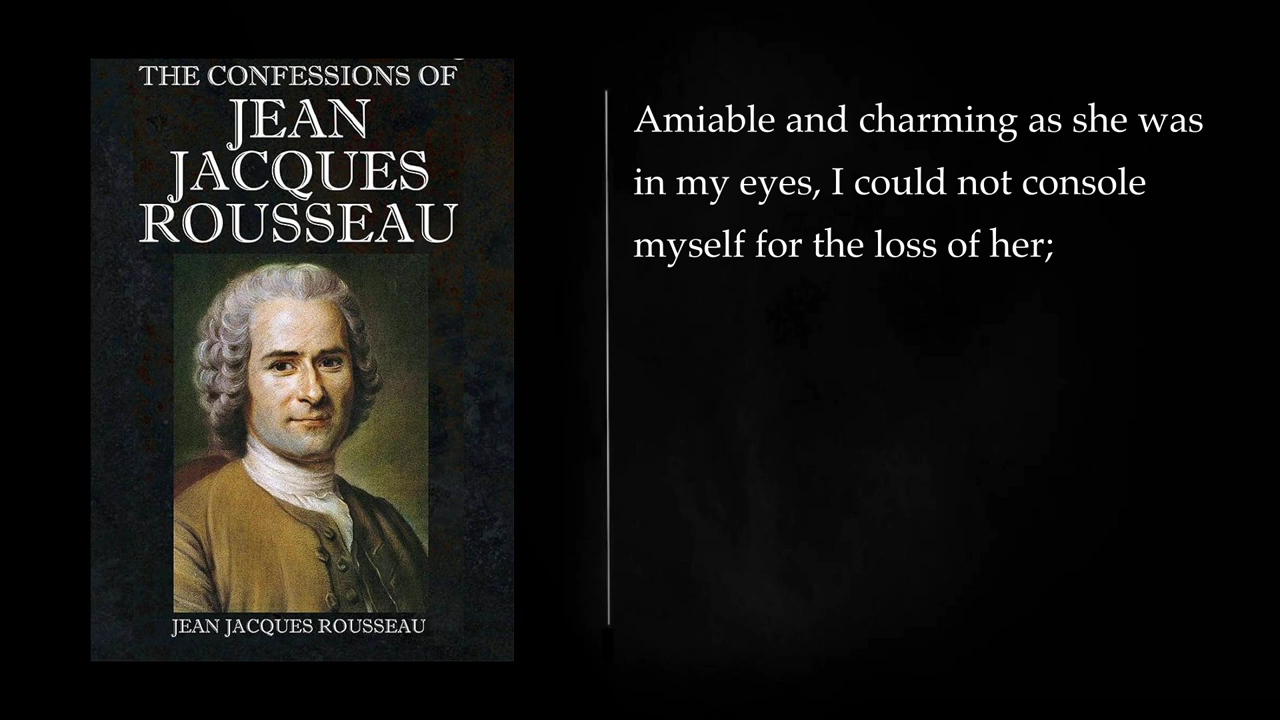 THE CONFESSIONS OF
JEAN
JACQUES
ROUSSEAU
JEAN JACQUES ROUSSEAU
Amiable and charming as she was
in my eyes, I could not console
myself for the loss of her;